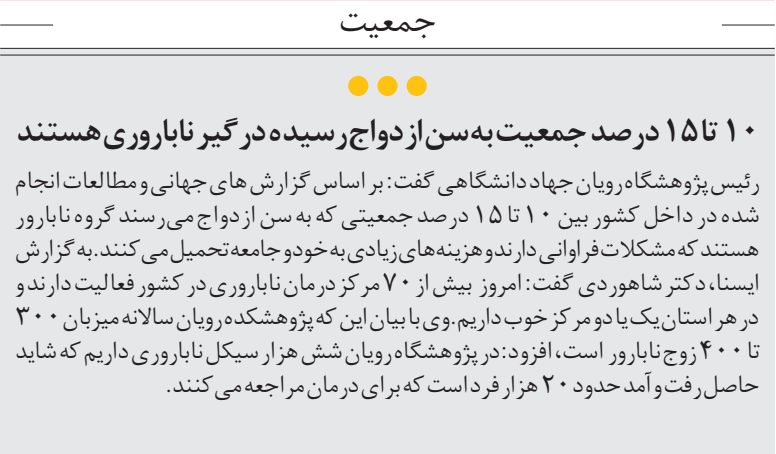 جمعیت
۱۰ تا ۱۵ درصد جمعیت به سن ازدواج رسیده درگیر ناباروری هستند
رئیس پژوهشگاه رویان جهاد دانشگاهی گفت: بر اساس گزارش های جهانی و مطالعات انجام
شده در داخل کشور بین ۱۰ تا ۱۵ درصد جمعیتی که به سن ازدواج می‌رسند گروه نابارور
هستند که مشکلات فراوانی دارند و هزینه‌های زیادی به خود و جامعه تحمیل می کنند. به گزارش
ایسنا، دکتر شاهوردی گفت: امروز بیش از ۷۰ مرکز درمان ناباروری در کشور فعالیت دارند و
در هر استان یک یا دو مرکز خوب داریم. وی با بیان این که پژوهشکده رویان سالانه میزبان ۳۰۰
تا ۴۰۰ زوج نابارور است، افزود: در پژوهشگاه رویان شش هزار سیکل ناباروری داریم که شاید
حاصل رفت و آمد حدود ۲۰ هزار فرد است که برای درمان مراجعه می کنند.